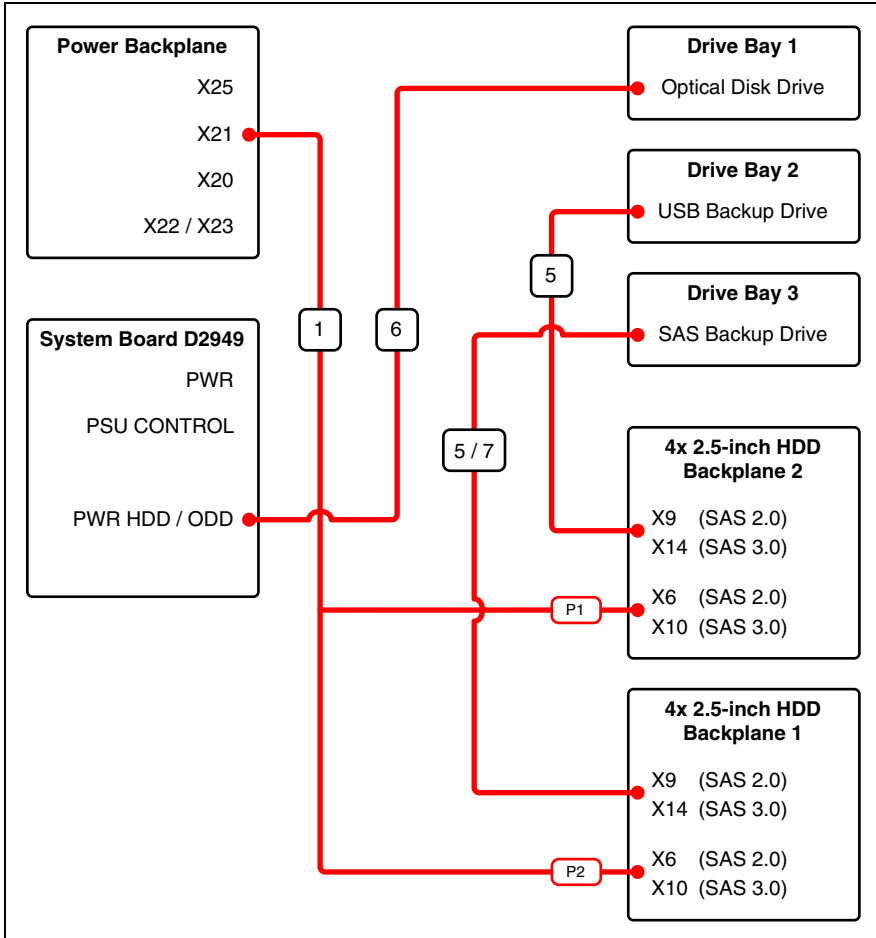 Power Backplane
X25
X21
X20
X22 / X23
System Board D2949
PWR
PSU CONTROL
PWR HDD / ODD
1
6
5
5 / 7
Drive Bay 1
Optical Disk Drive
Drive Bay 2
USB Backup Drive
Drive Bay 3
SAS Backup Drive
4x 2.5-inch HDD
Backplane 2
X9 (SAS 2.0)
X14 (SAS 3.0)
P1
X6 (SAS 2.0)
X10 (SAS 3.0)
4x 2.5-inch HDD
Backplane 1
X9 (SAS 2.0)
X14 (SAS 3.0)
P2
X6 (SAS 2.0)
X10 (SAS 3.0)